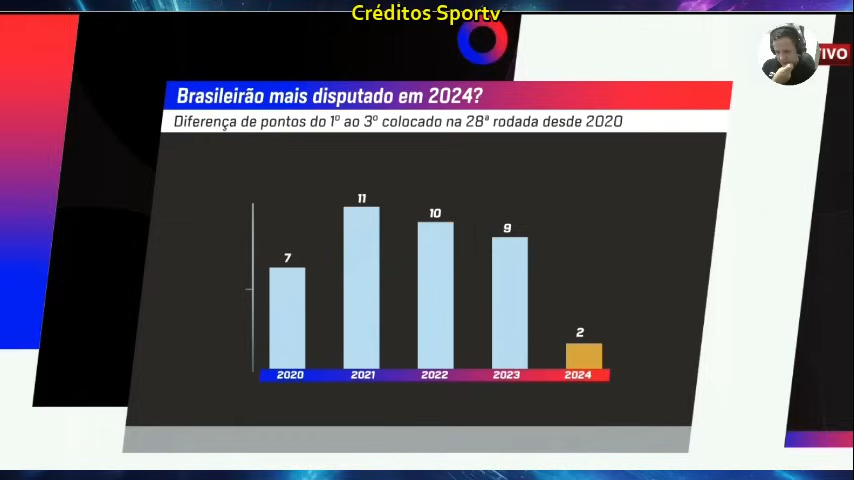 Créditos Sportv
IVO
Brasileirão mais disputado em 2024?
Diferença de pontos do 1º ao 3º colocado na 28ª rodada desde 2020
7
11
10
9
2
2020 2021 2022 2023 2024